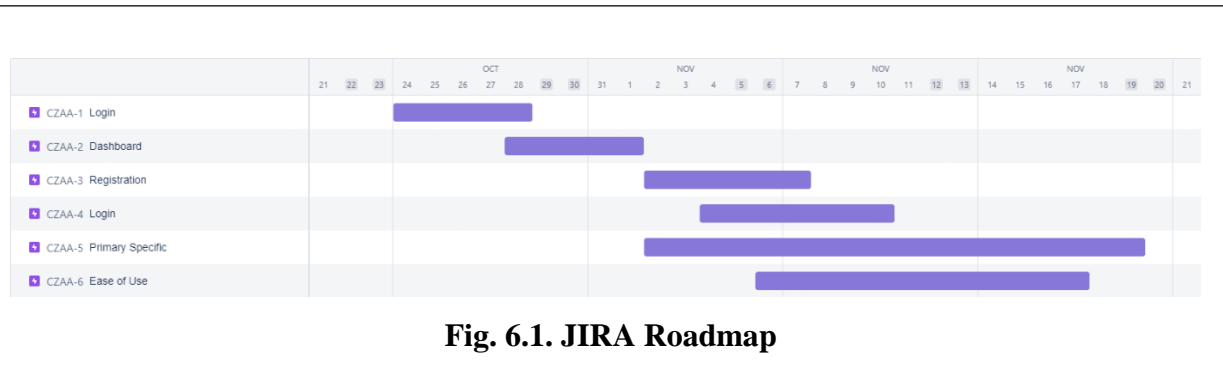 OCT NOV NOV NOV
21 22 23 24 25 26 27 28 29 30 31 1 2 3 4 5 6 7 8 9 10 11 12 13 14 15 16 17 18 19 20 21
CZAA-1 Login
CZAA-2 Dashboard
CZAA-3 Registration
CZAA-4 Login
CZAA-5 Primary Specific
CZAA-6 Ease of Use
Fig. 6.1. JIRA Roadmap